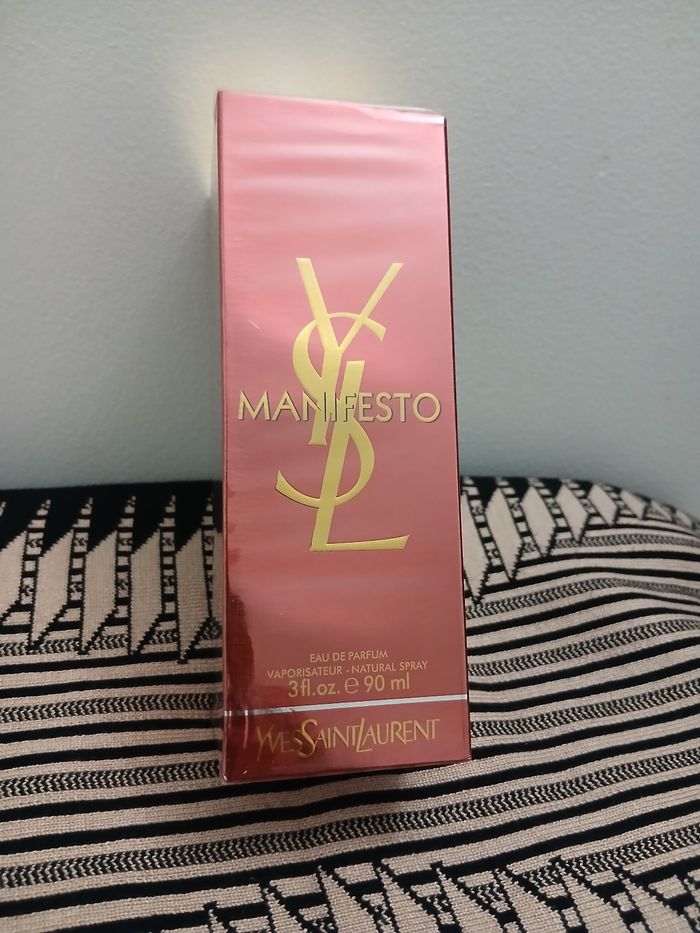 YSL
MANIFESTO
EAU DE PARFUM
VAPORISATEUR - NATURAL SPRAY
3fl.oz. ℮ 90 ml
YVESSAINTLAURENT